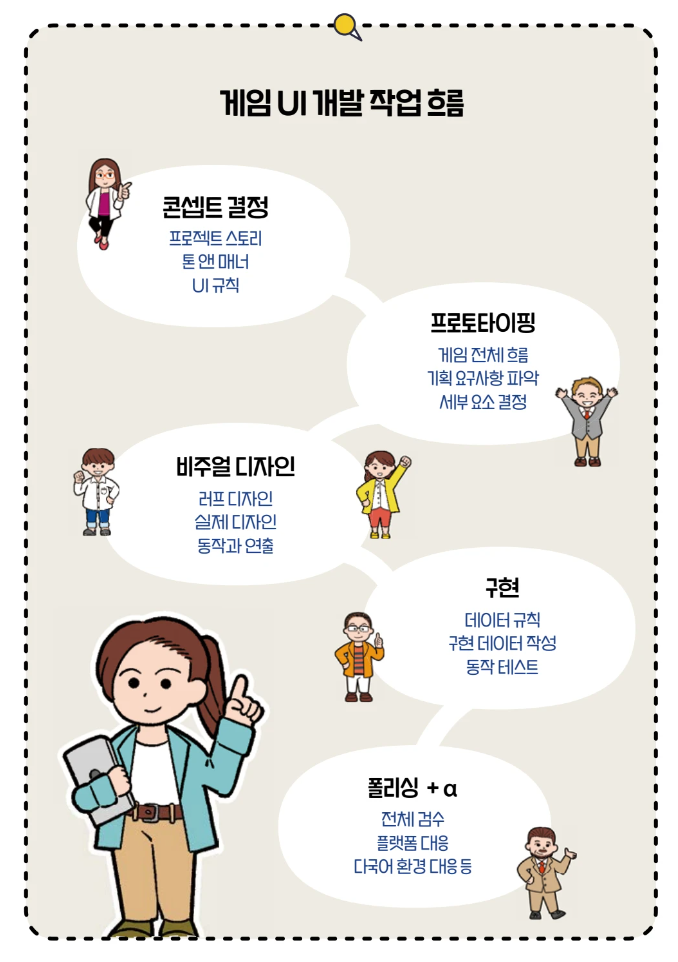 게임 UI 개발 작업 흐름
콘셉트 결정
프로젝트 스토리
톤 앤 매너
UI 규칙
프로토타이핑
게임 전체 흐름
기획 요구사항 파악
세부 요소 결정
비주얼 디자인
러프 디자인
실제 디자인
동작과 연출
구현
데이터 규칙
구현 데이터 작성
동작 테스트
폴리싱 + α
전체 검수
플랫폼 대응
다국어 환경 대응 등